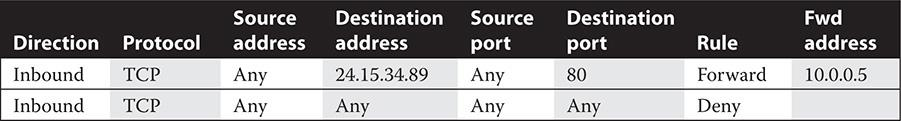 Source Destination Source Destination Fwd
Direction Protocol address address port port Rule address
Inbound TCP Any 24.15.34.89 Any 80 Forward 10.0.0.5
Inbound TCP Any Any Any Any Deny